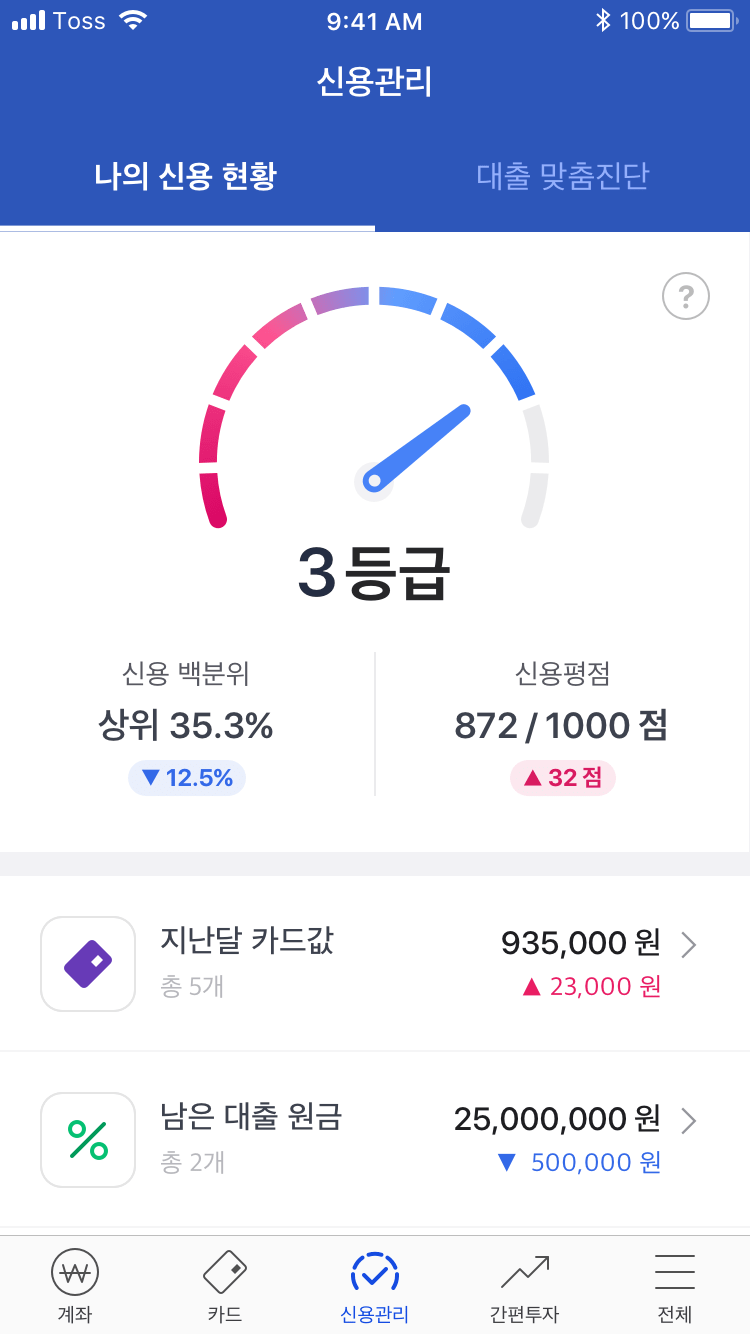 Toss 9:41 AM 100%
신용관리
나의 신용 현황 대출 맞춤진단
?
3등급
신용 백분위 신용평점
상위 35.3% 872 / 1000 점
▼ 12.5% ▲ 32 점
지난달 카드값 935,000 원
총 5개 ▲ 23,000 원
남은 대출 원금 25,000,000 원
총 2개 ▼ 500,000 원
계좌 카드 신용관리 간편투자 전체